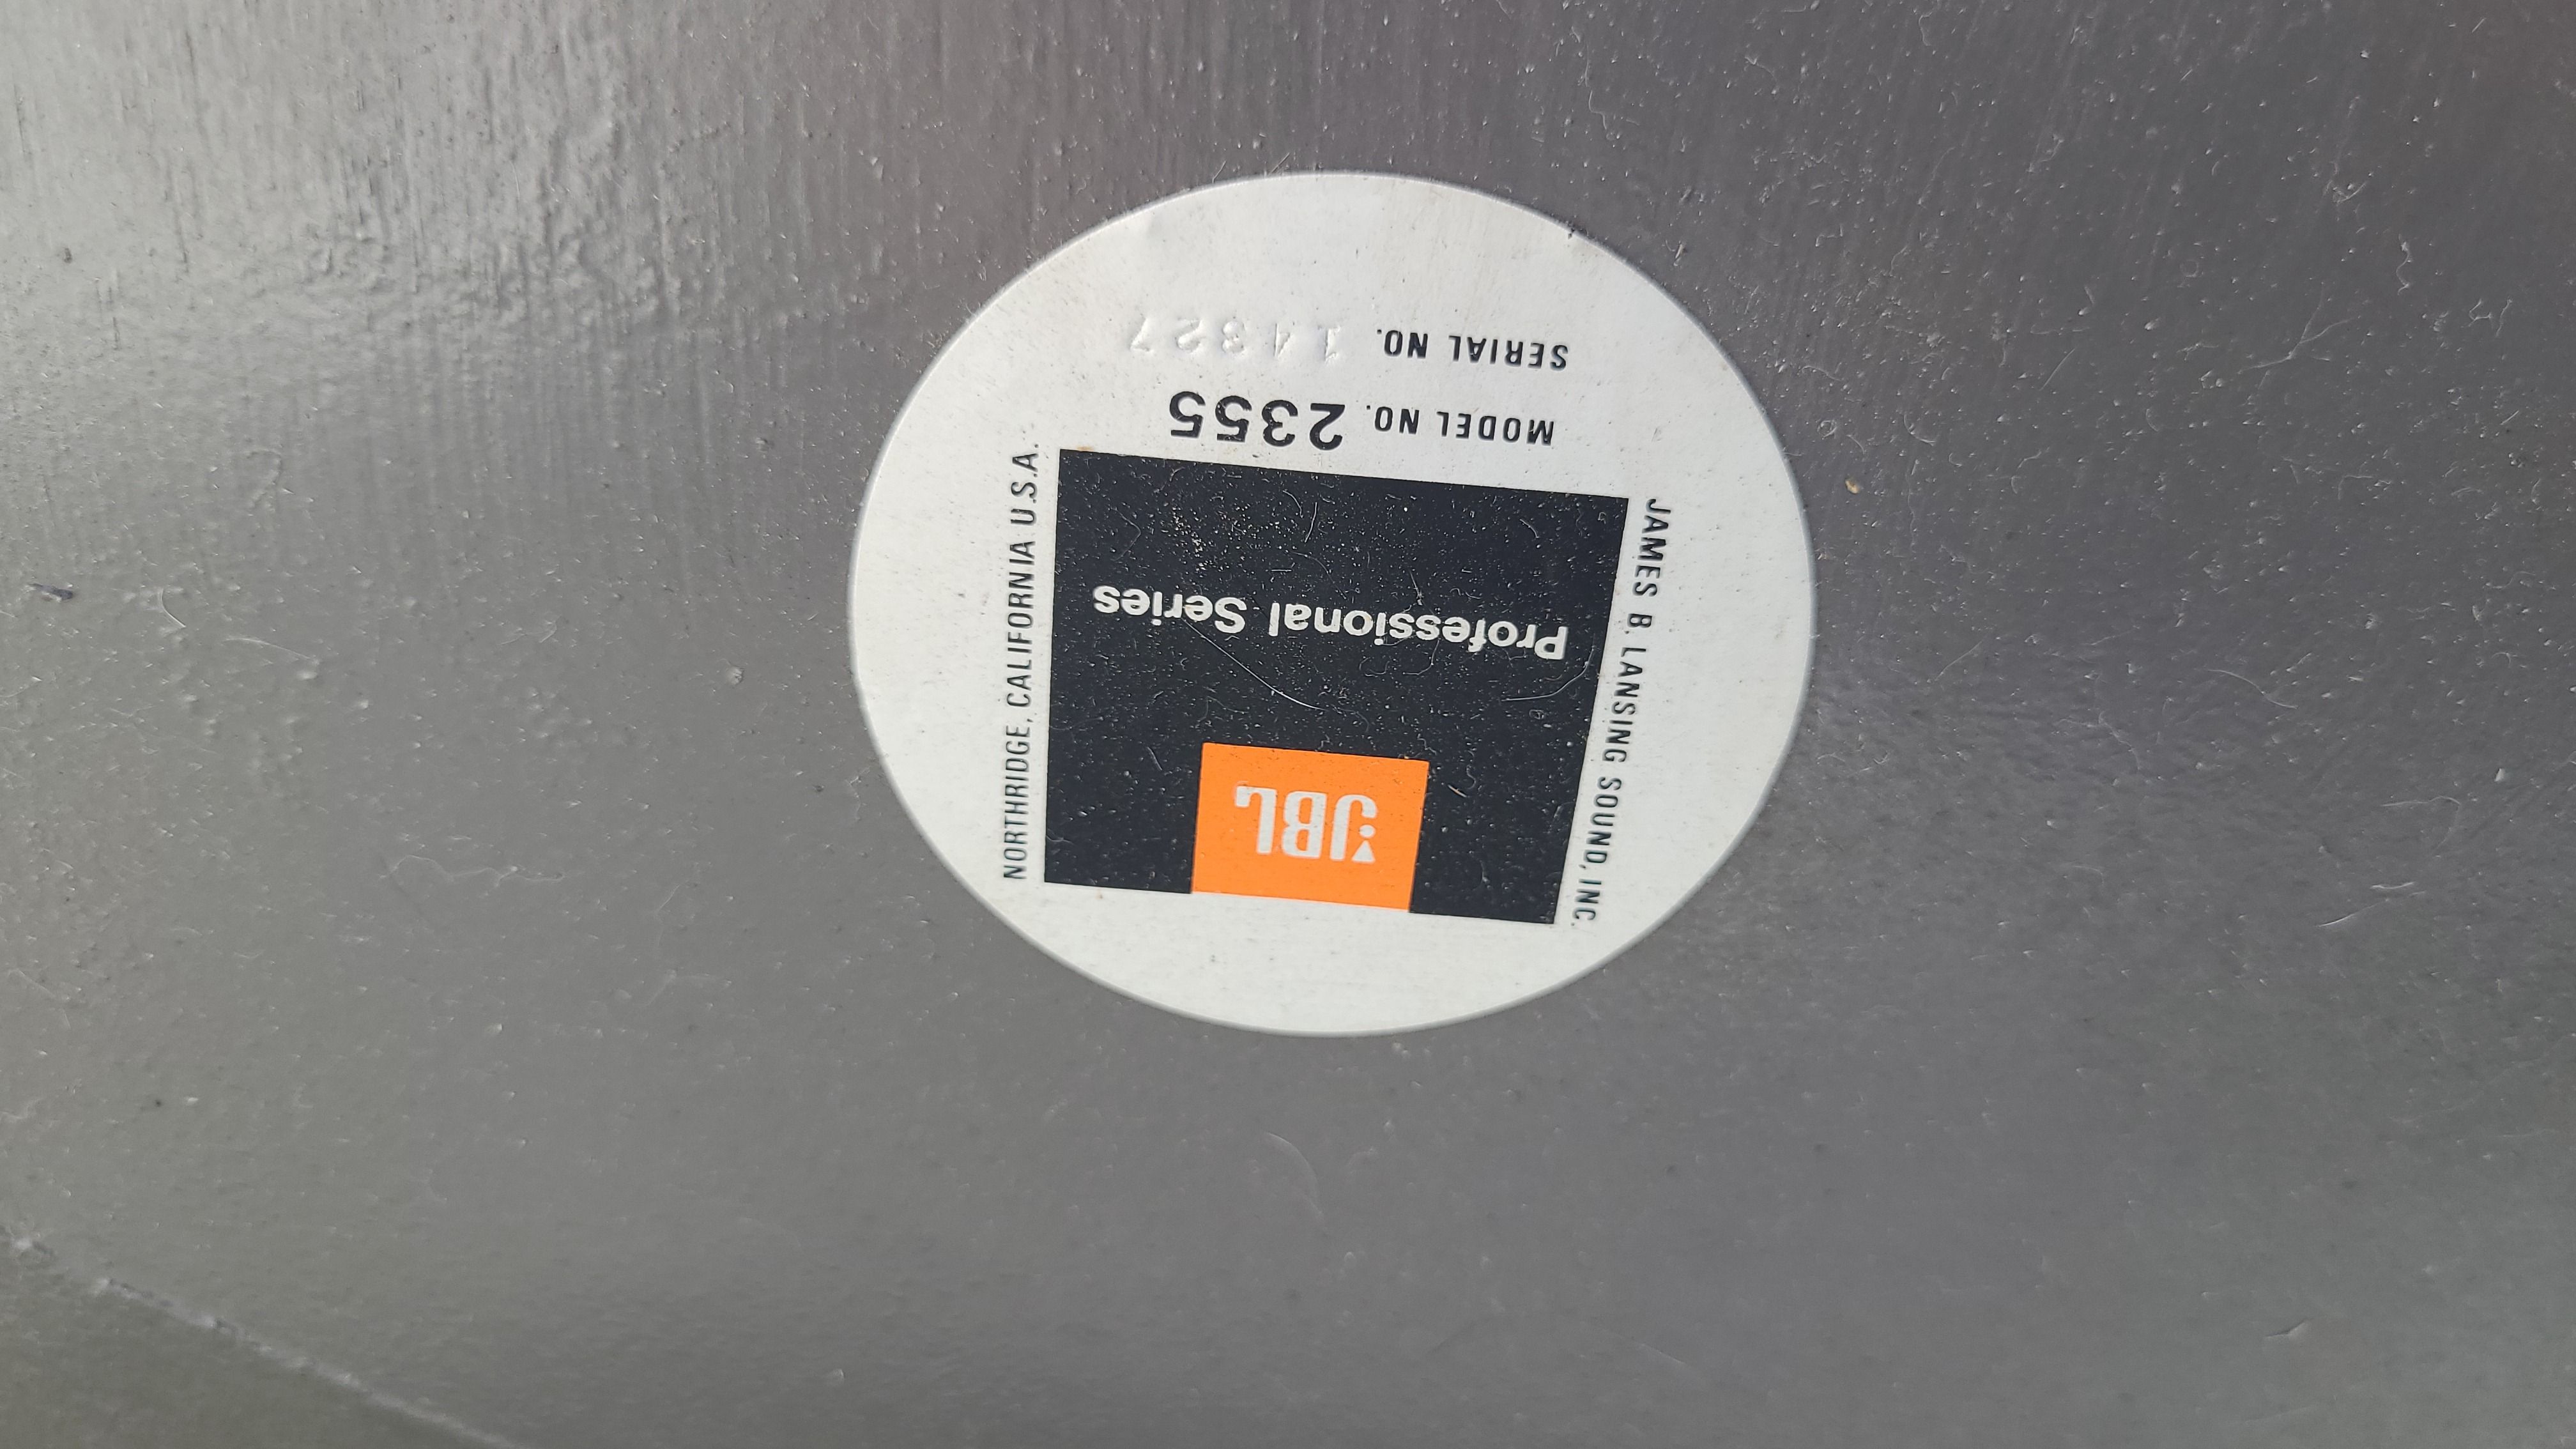 JBL
Professional Series
MODEL NO. 2355
SERIAL NO. 14327
JAMES B. LANSING SOUND, INC.
NORTHRIDGE, CALIFORNIA U.S.A.